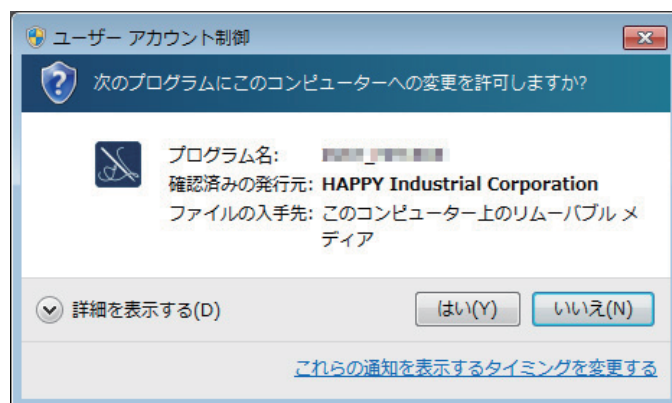 ユーザー アカウント制御
次のプログラムにこのコンピューターへの変更を許可しますか?
プログラム名:
確認済みの発行元: HAPPY Industrial Corporation
ファイルの入手先: このコンピューター上のリムーバブル メ
ディア
詳細を表示する(D)
はい(Y)
いいえ(N)
これらの通知を表示するタイミングを変更する